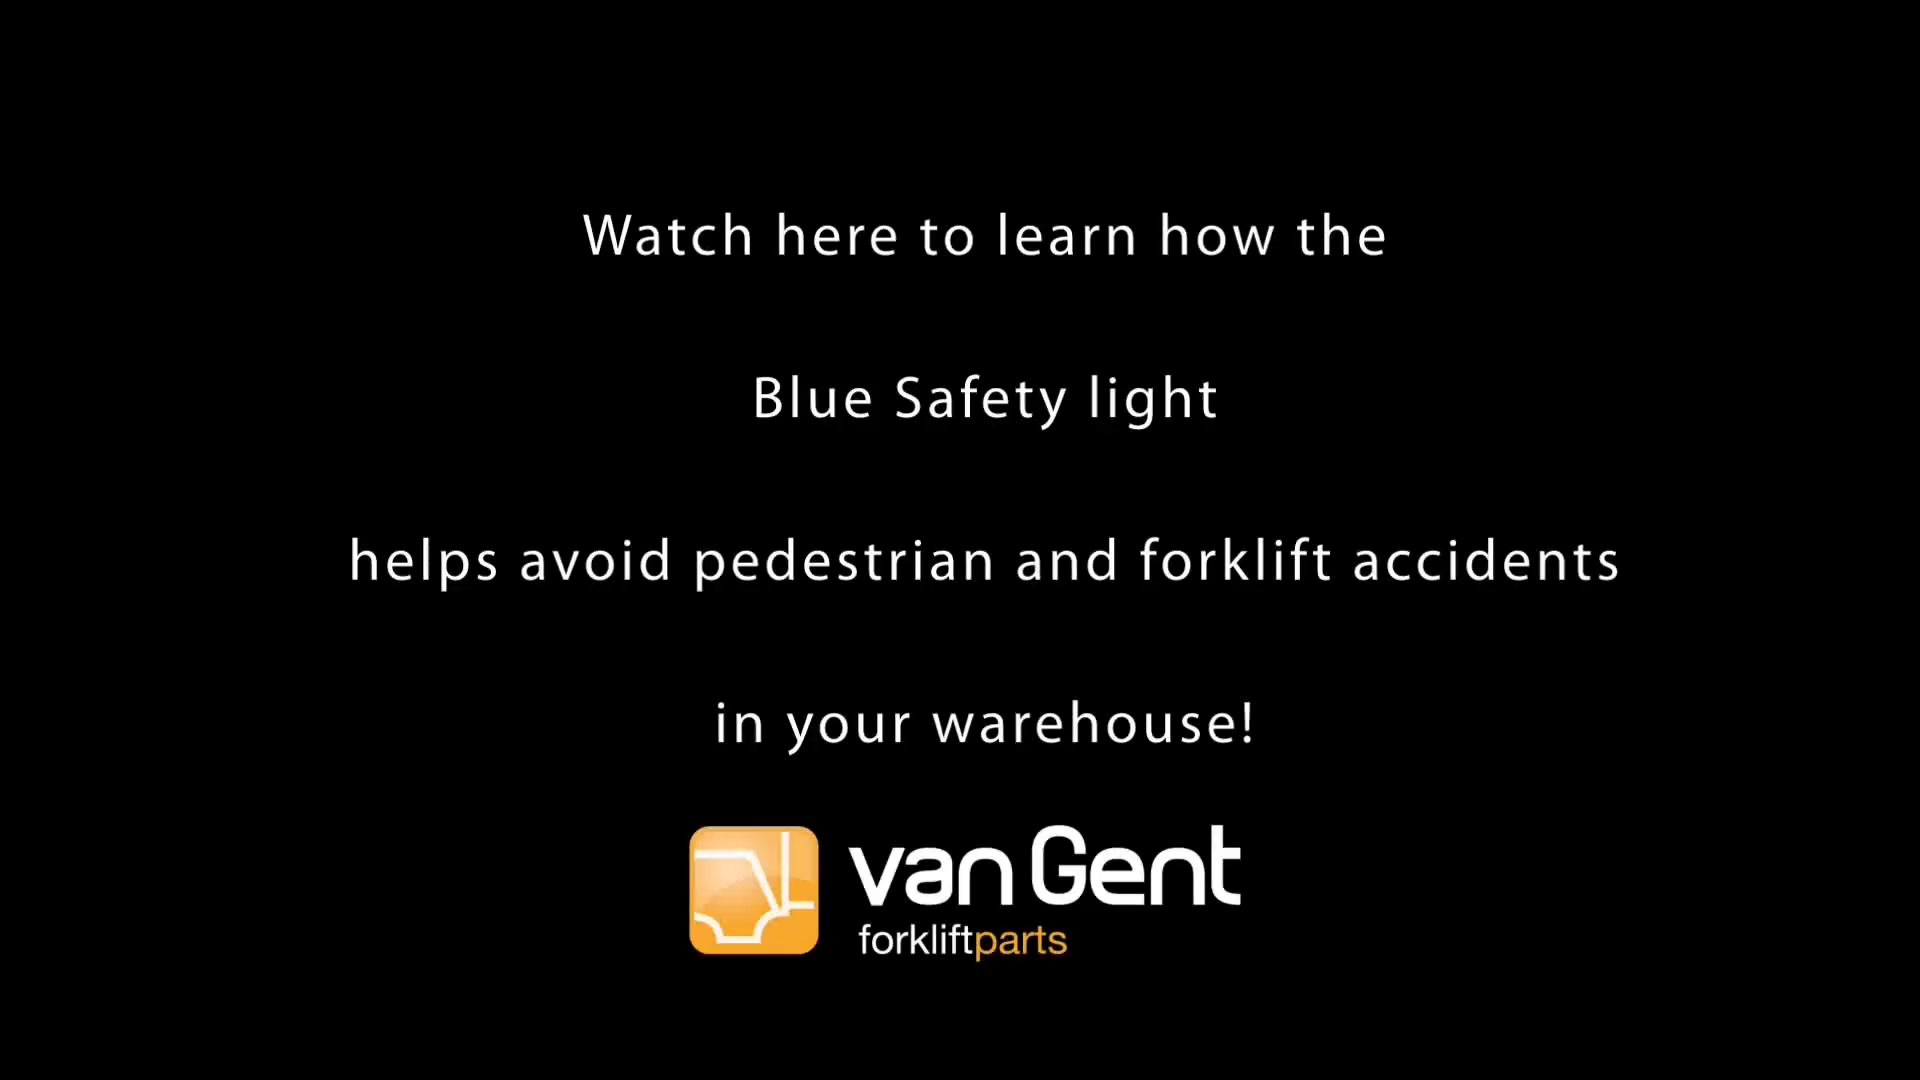 Watch here to learn how the
Blue Safety light
helps avoid pedestrian and forklift accidents
in your warehouse!
van Gent
forkliftparts